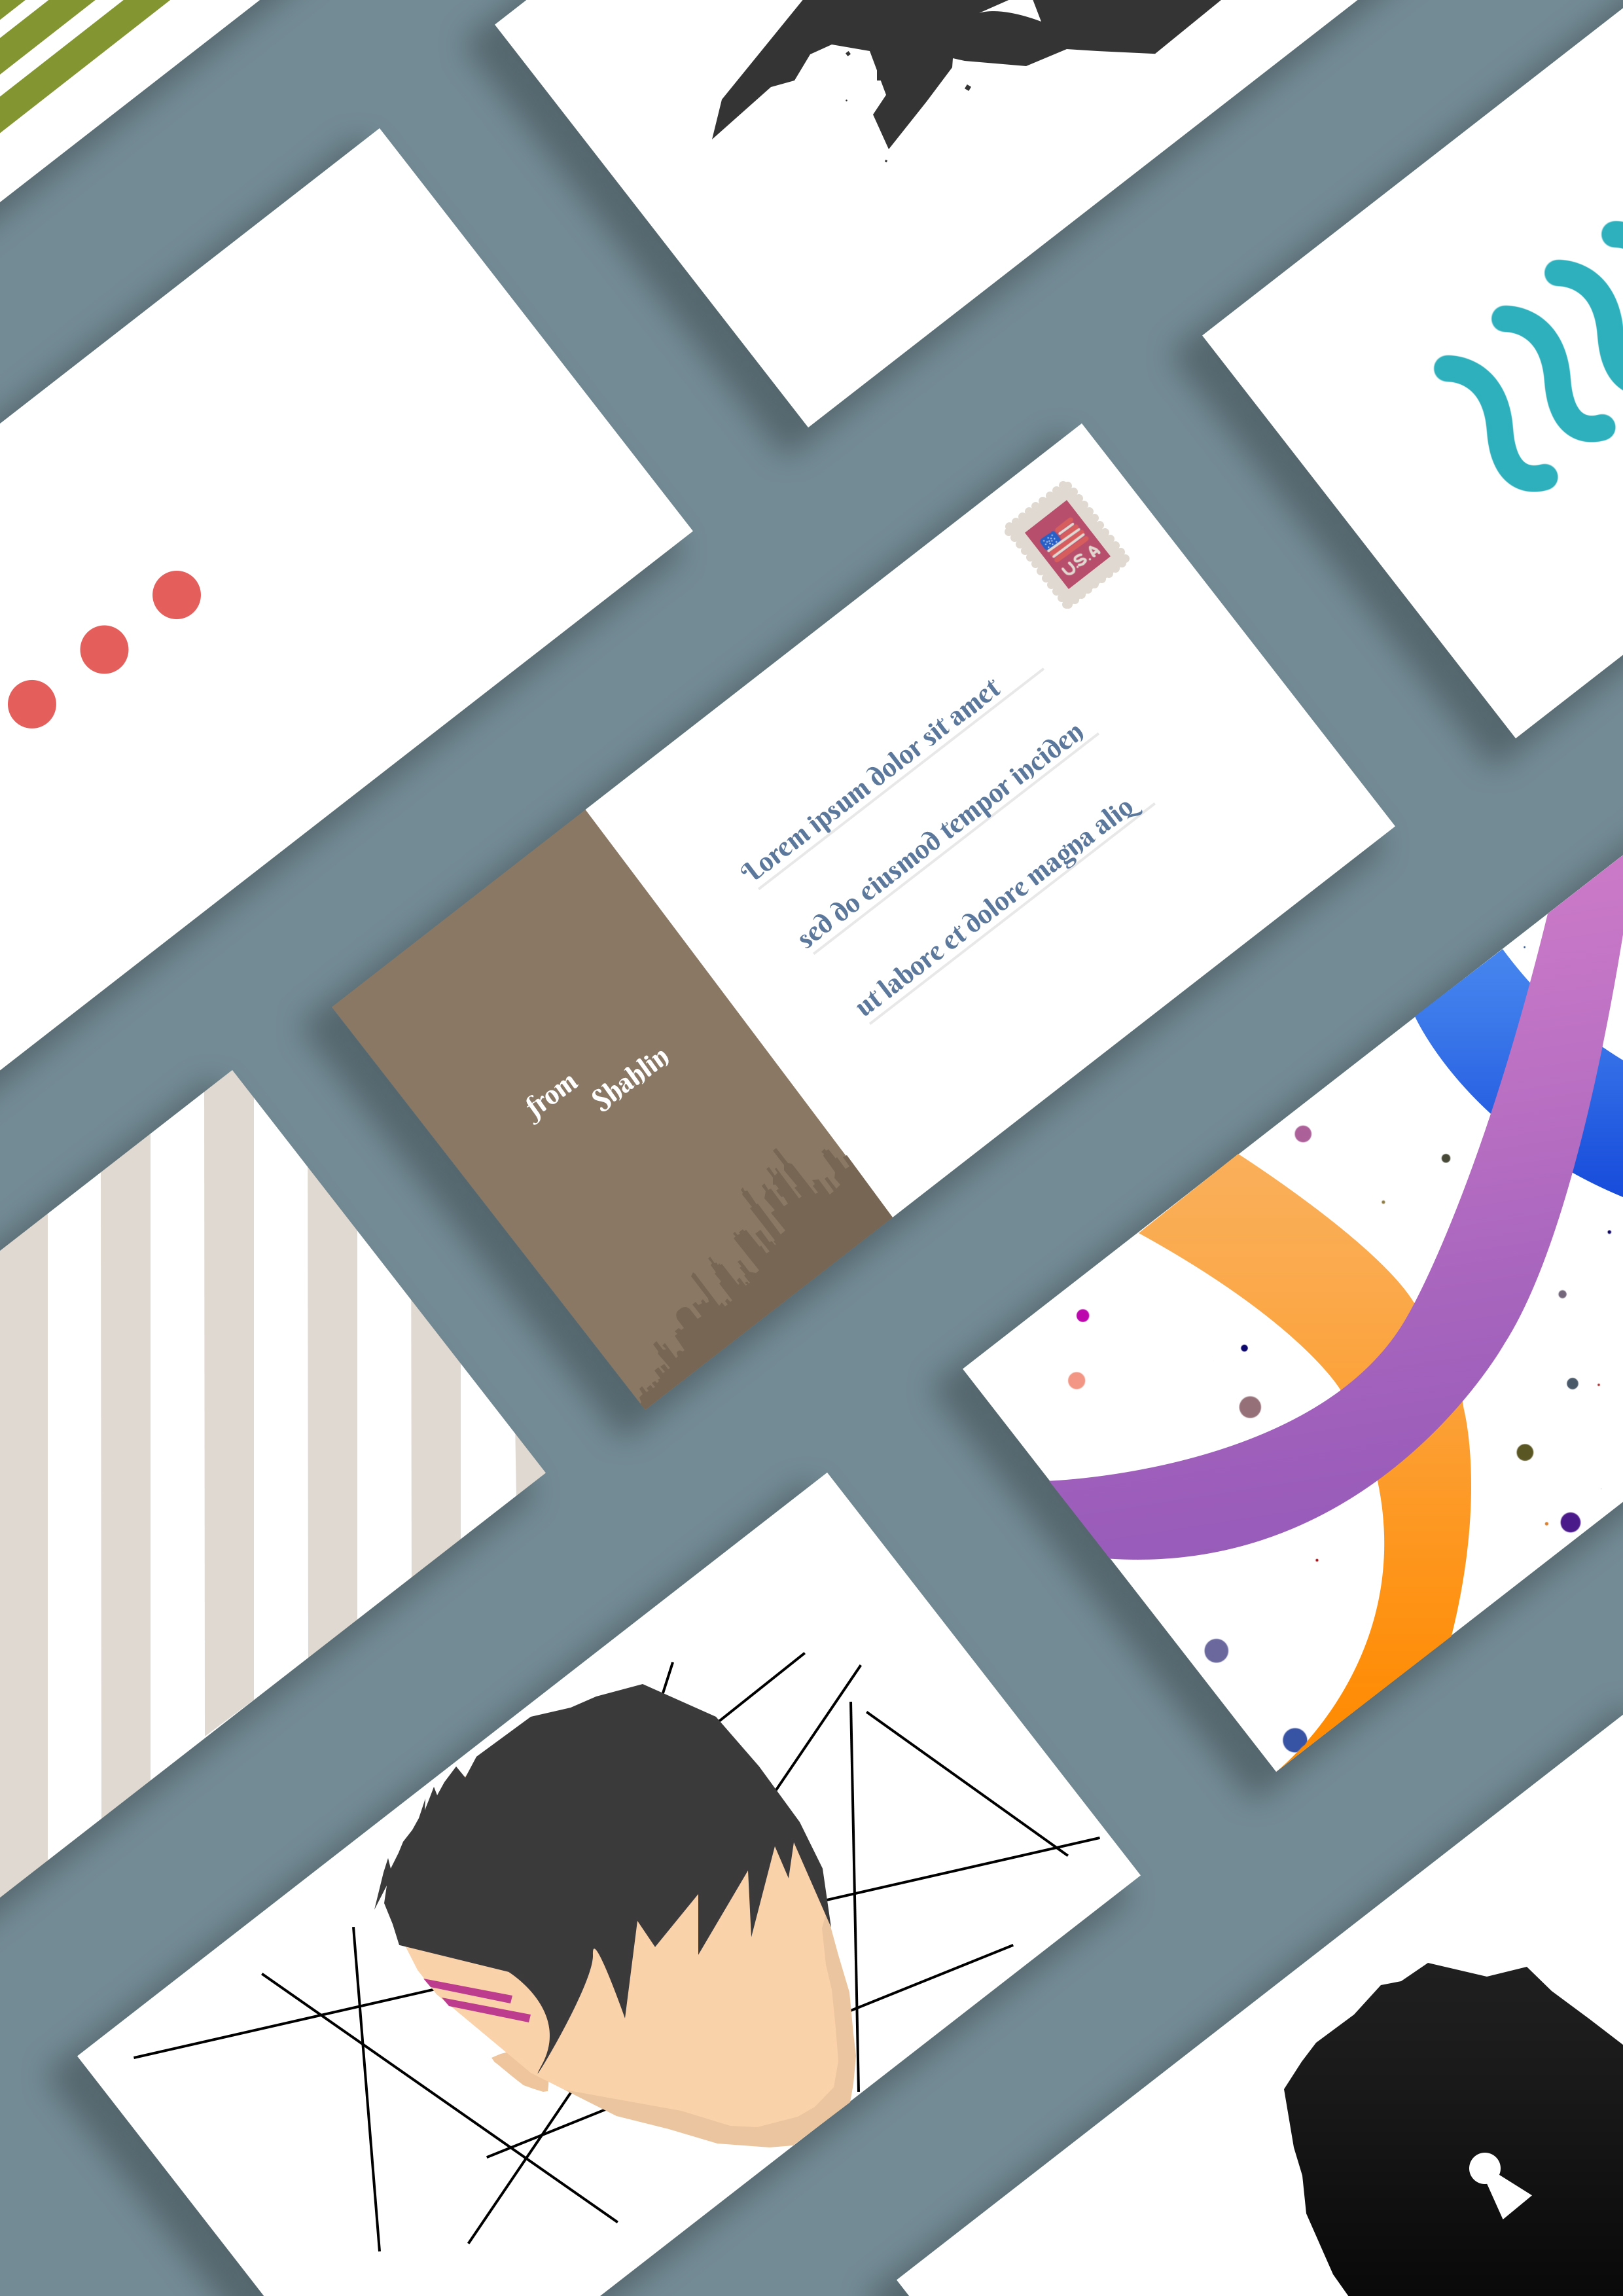 U.S.A
Lorem ipsum dolor sit amet
sed do eiusmod tempor inciden
ut labore et dolore magna aliq
from
Shahlin